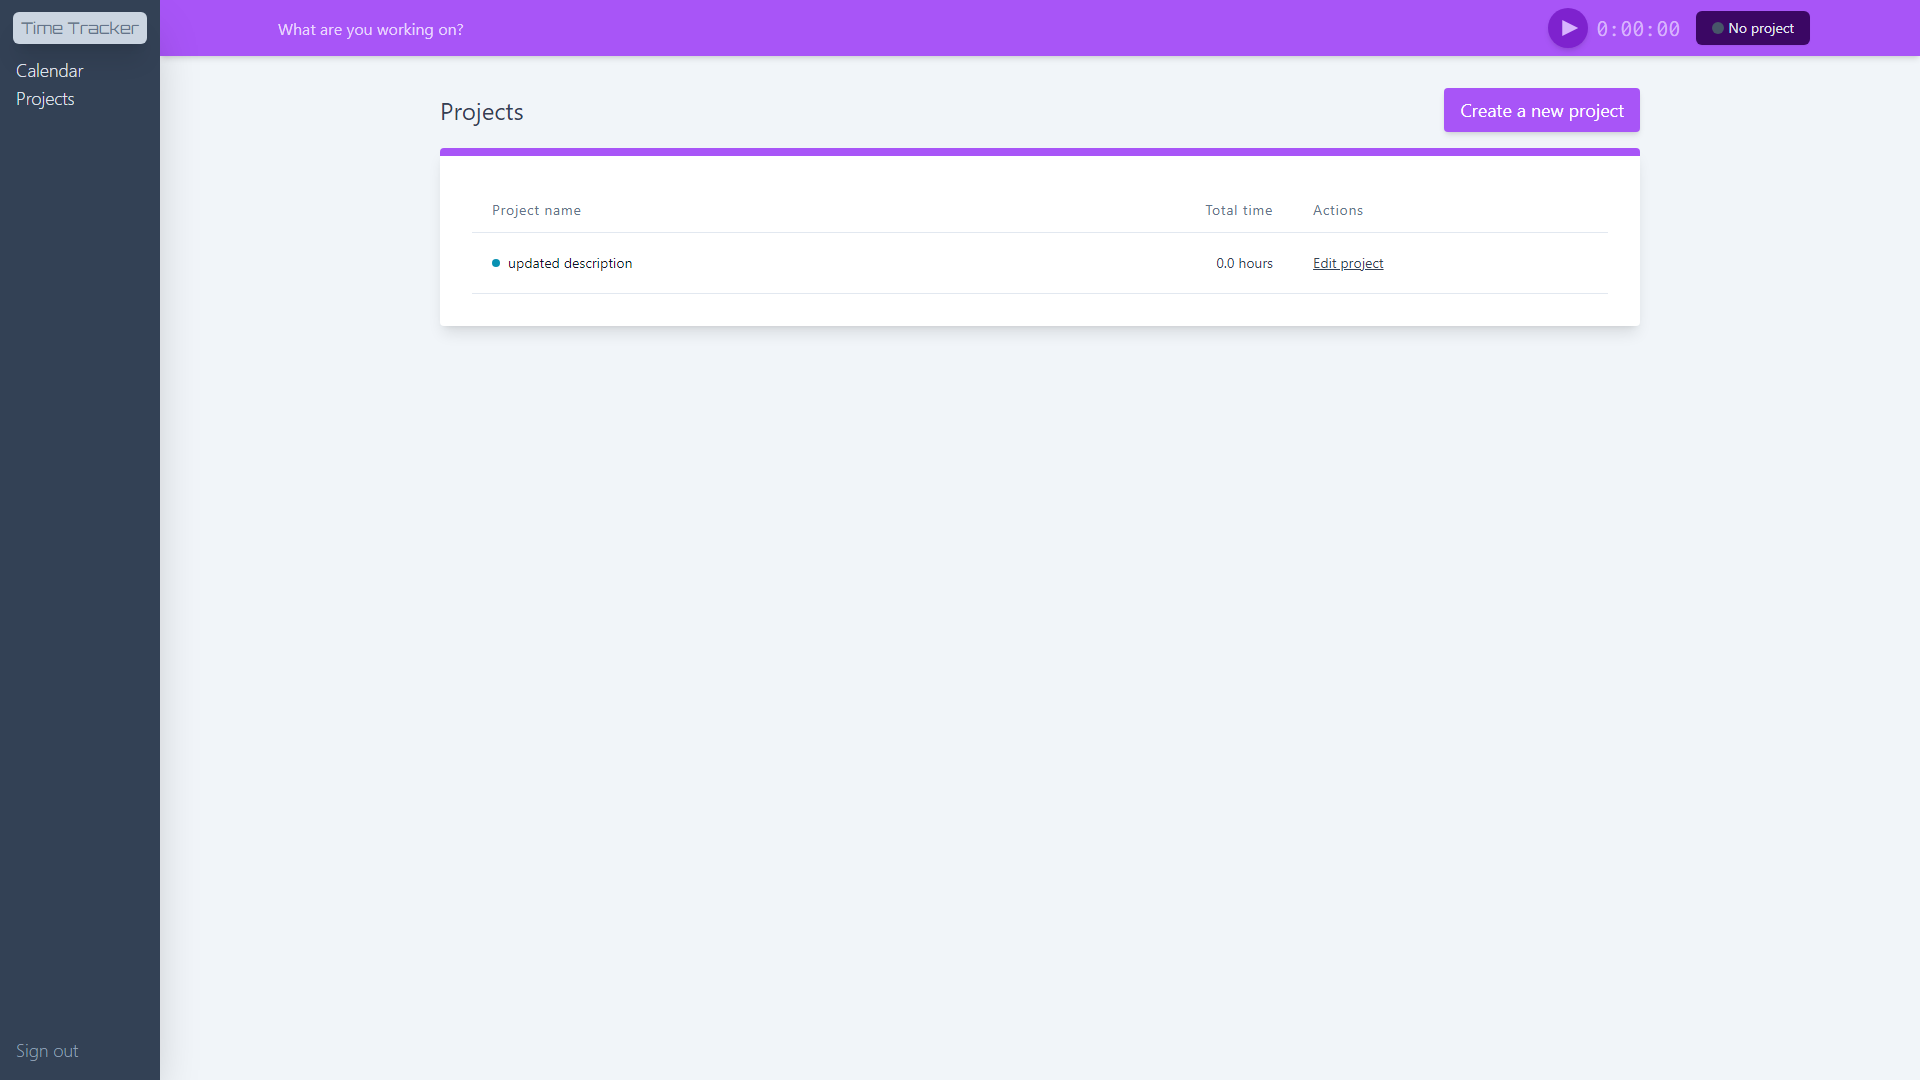 Time Tracker
Calendar
Projects
Sign out
What are you working on?
0:00:00
No project
Projects
Create a new project
Project name Total time Actions
updated description 0.0 hours Edit project